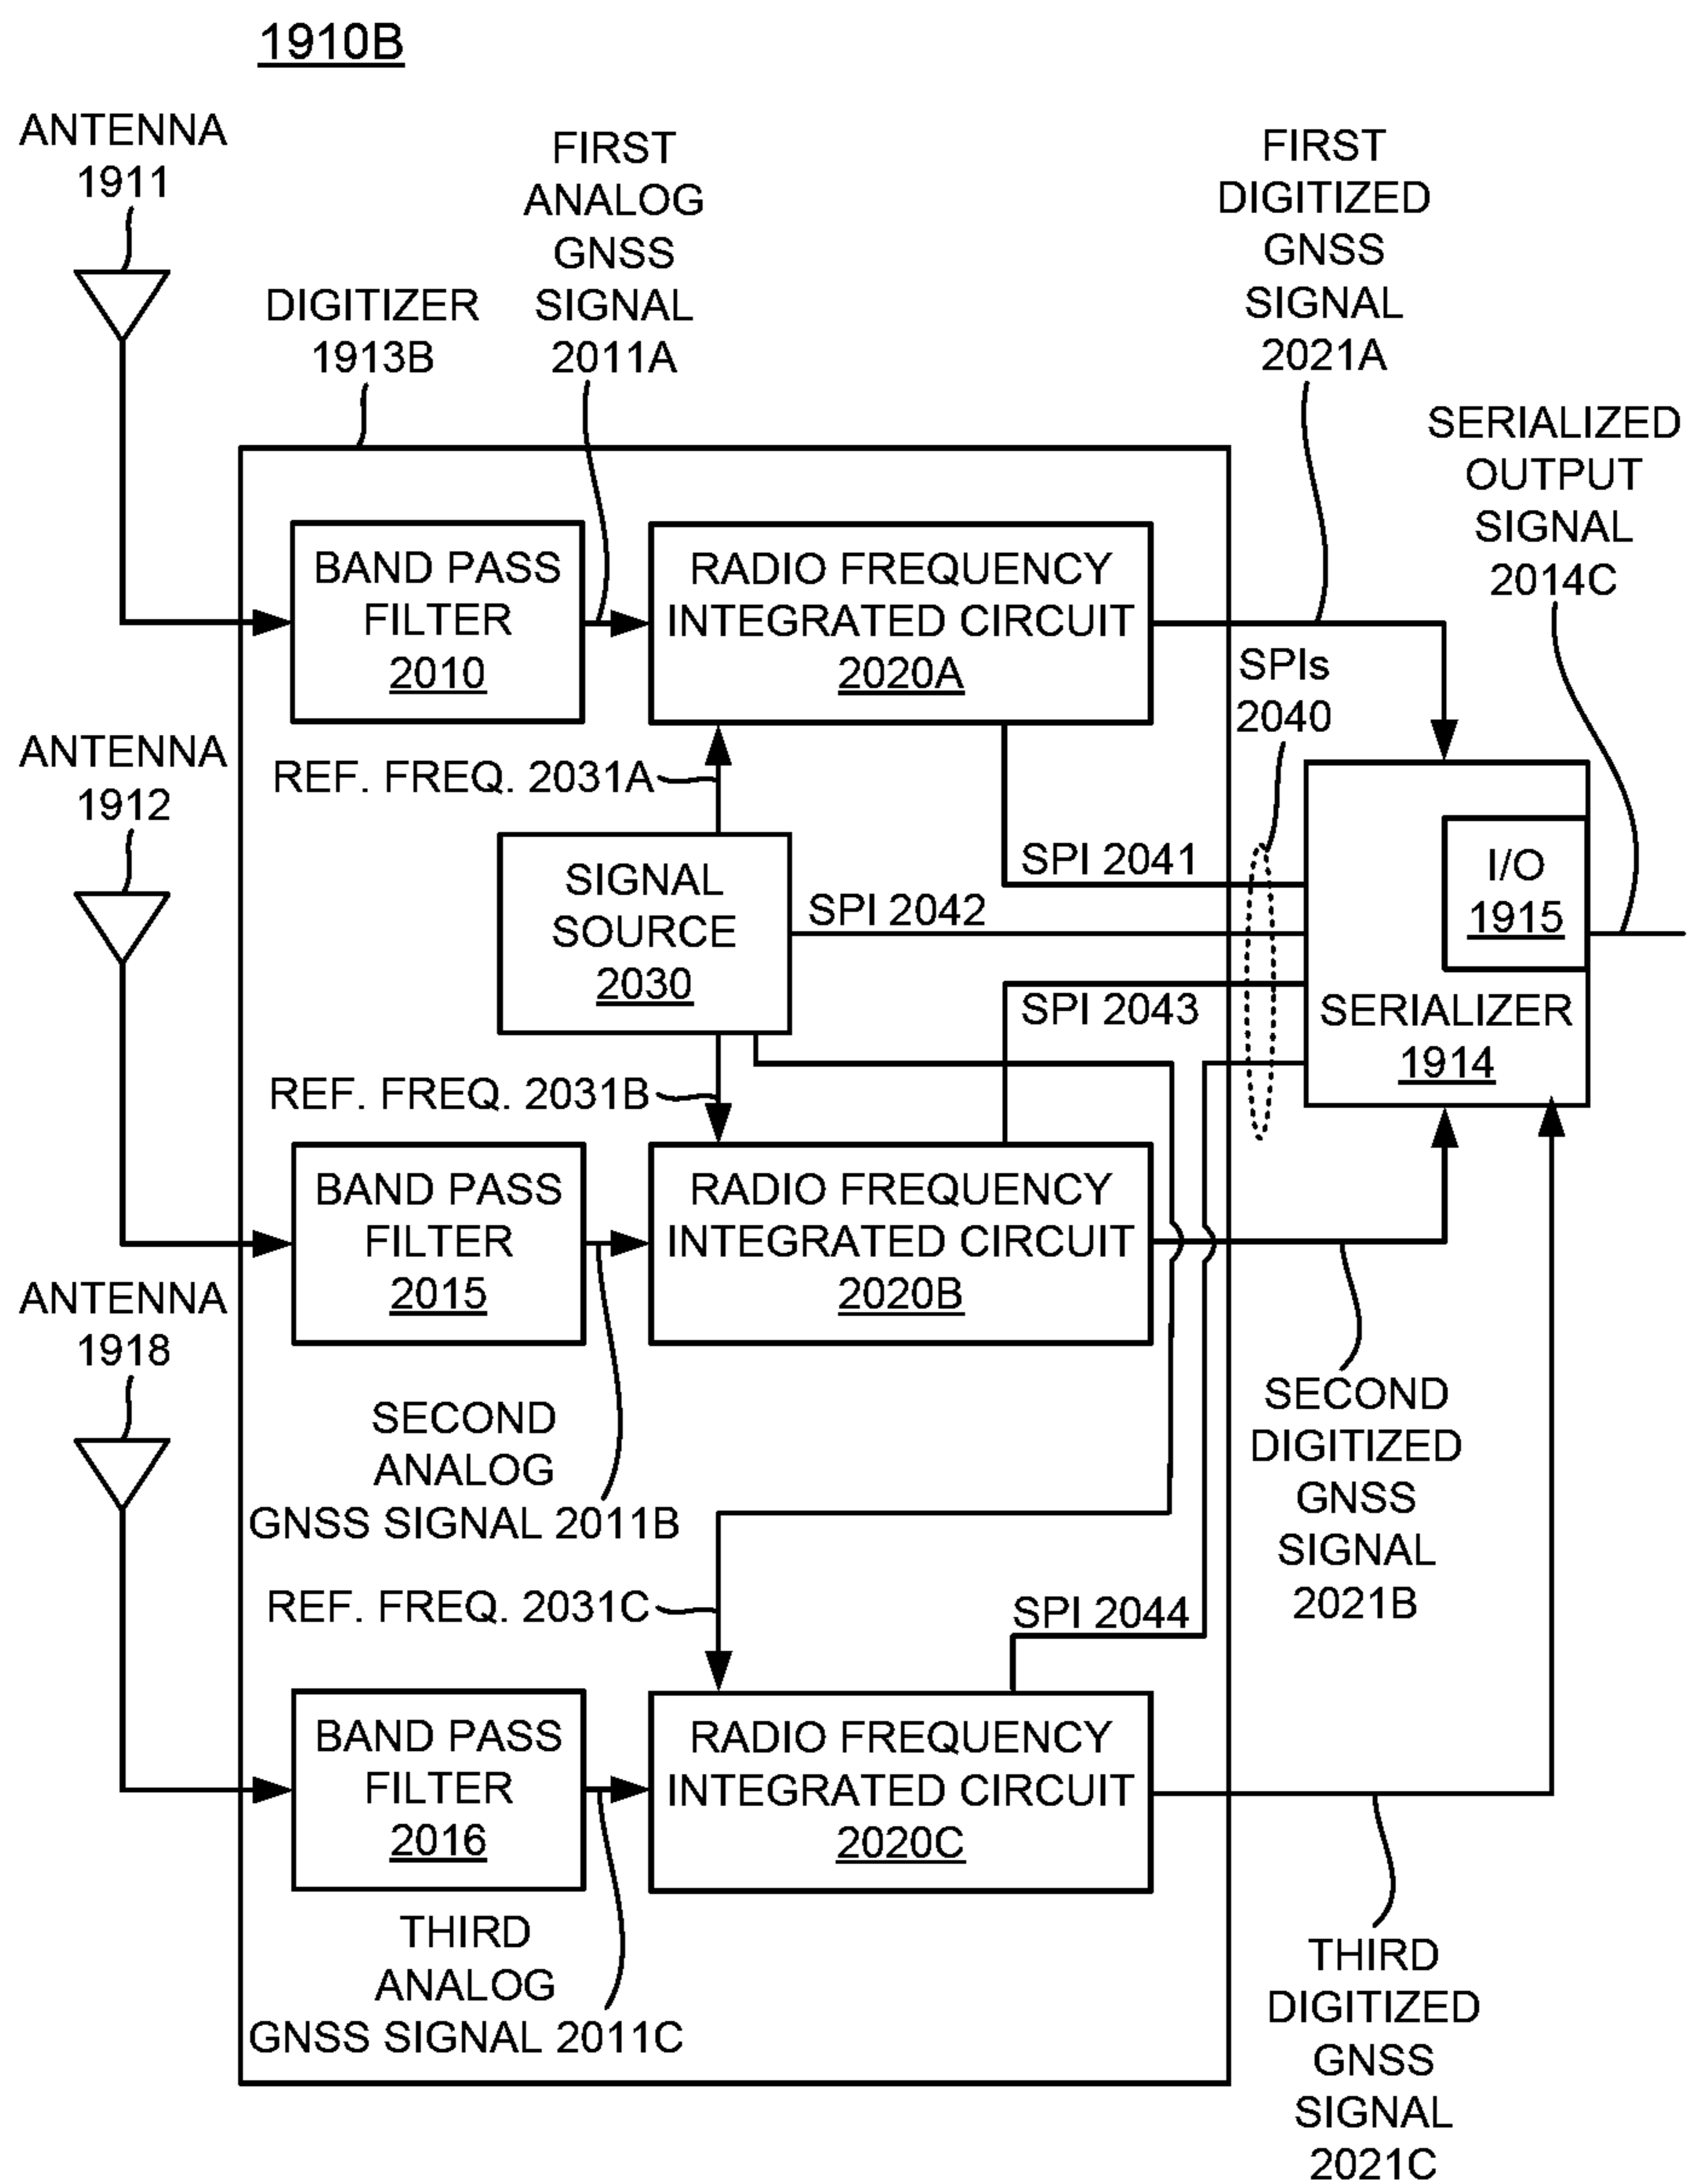 1910B
ANTENNA
1911
FIRST
ANALOG
GNSS
SIGNAL
2011A
FIRST
DIGITIZED
GNSS
SIGNAL
2021A
DIGITIZER
1913B
SERIALIZED
OUTPUT
SIGNAL
2014C
BAND PASS
FILTER
2010
RADIO FREQUENCY
INTEGRATED CIRCUIT
2020A
SPIs
2040
ANTENNA
1912
REF. FREQ. 2031A
SIGNAL
SOURCE
2030
SPI 2041
SPI 2042
SPI 2043
I/O
1915
SERIALIZER
1914
REF. FREQ. 2031B
BAND PASS
FILTER
2015
RADIO FREQUENCY
INTEGRATED CIRCUIT
2020B
ANTENNA
1918
SECOND
ANALOG
GNSS SIGNAL 2011B
SECOND
DIGITIZED
GNSS
SIGNAL
2021B
REF. FREQ. 2031C
SPI 2044
BAND PASS
FILTER
2016
RADIO FREQUENCY
INTEGRATED CIRCUIT
2020C
THIRD
ANALOG
GNSS SIGNAL 2011C
THIRD
DIGITIZED
GNSS
SIGNAL
2021C